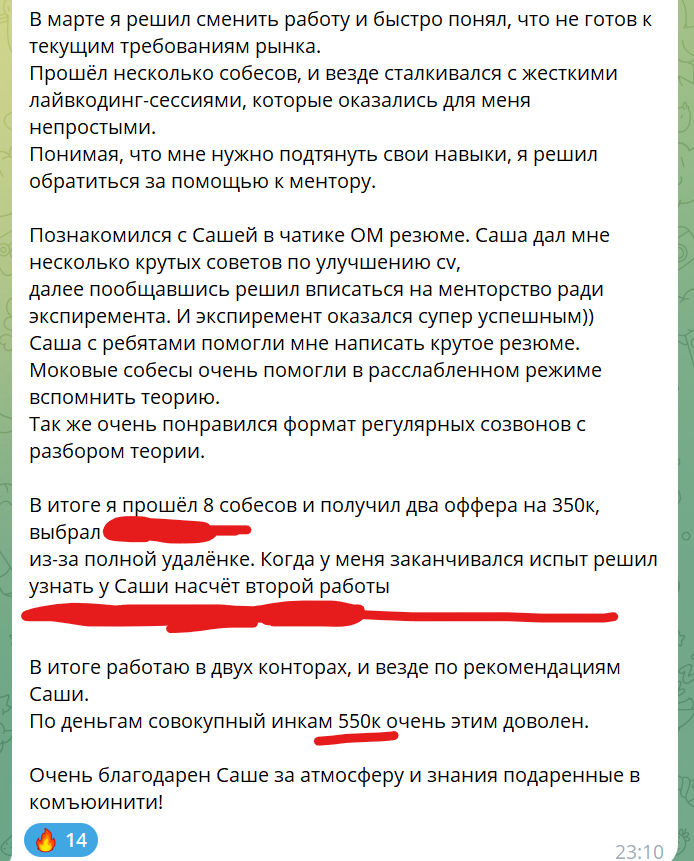 В марте я решил сменить работу и быстро понял, что не готов к
текущим требованиям рынка.
Прошёл несколько собесов, и везде сталкивался с жесткими
лайвкодинг-сессиями, которые оказались для меня
непростыми.
Понимая, что мне нужно подтянуть свои навыки, я решил
обратиться за помощью к ментору.
Познакомился с Сашей в чатике ОМ резюме. Саша дал мне
несколько крутых советов по улучшению cv,
далее пообщавшись решил вписаться на менторство ради
экспиремента. И экспиремент оказался супер успешным))
Саша с ребятами помогли мне написать крутое резюме.
Моковые собесы очень помогли в расслабленном режиме
вспомнить теорию.
Так же очень понравился формат регулярных созвонов с
разбором теории.
В итоге я прошёл 8 собесов и получил два оффера на 350к,
выбрал
из-за полной удалёнке. Когда у меня заканчивался испыт решил
узнать у Саши насчёт второй работы
В итоге работаю в двух конторах, и везде по рекомендациям
Саши.
По деньгам совокупный инкам 550к очень этим доволен.
Очень благодарен Саше за атмосферу и знания подаренные в
комъюинити!
14
23:10